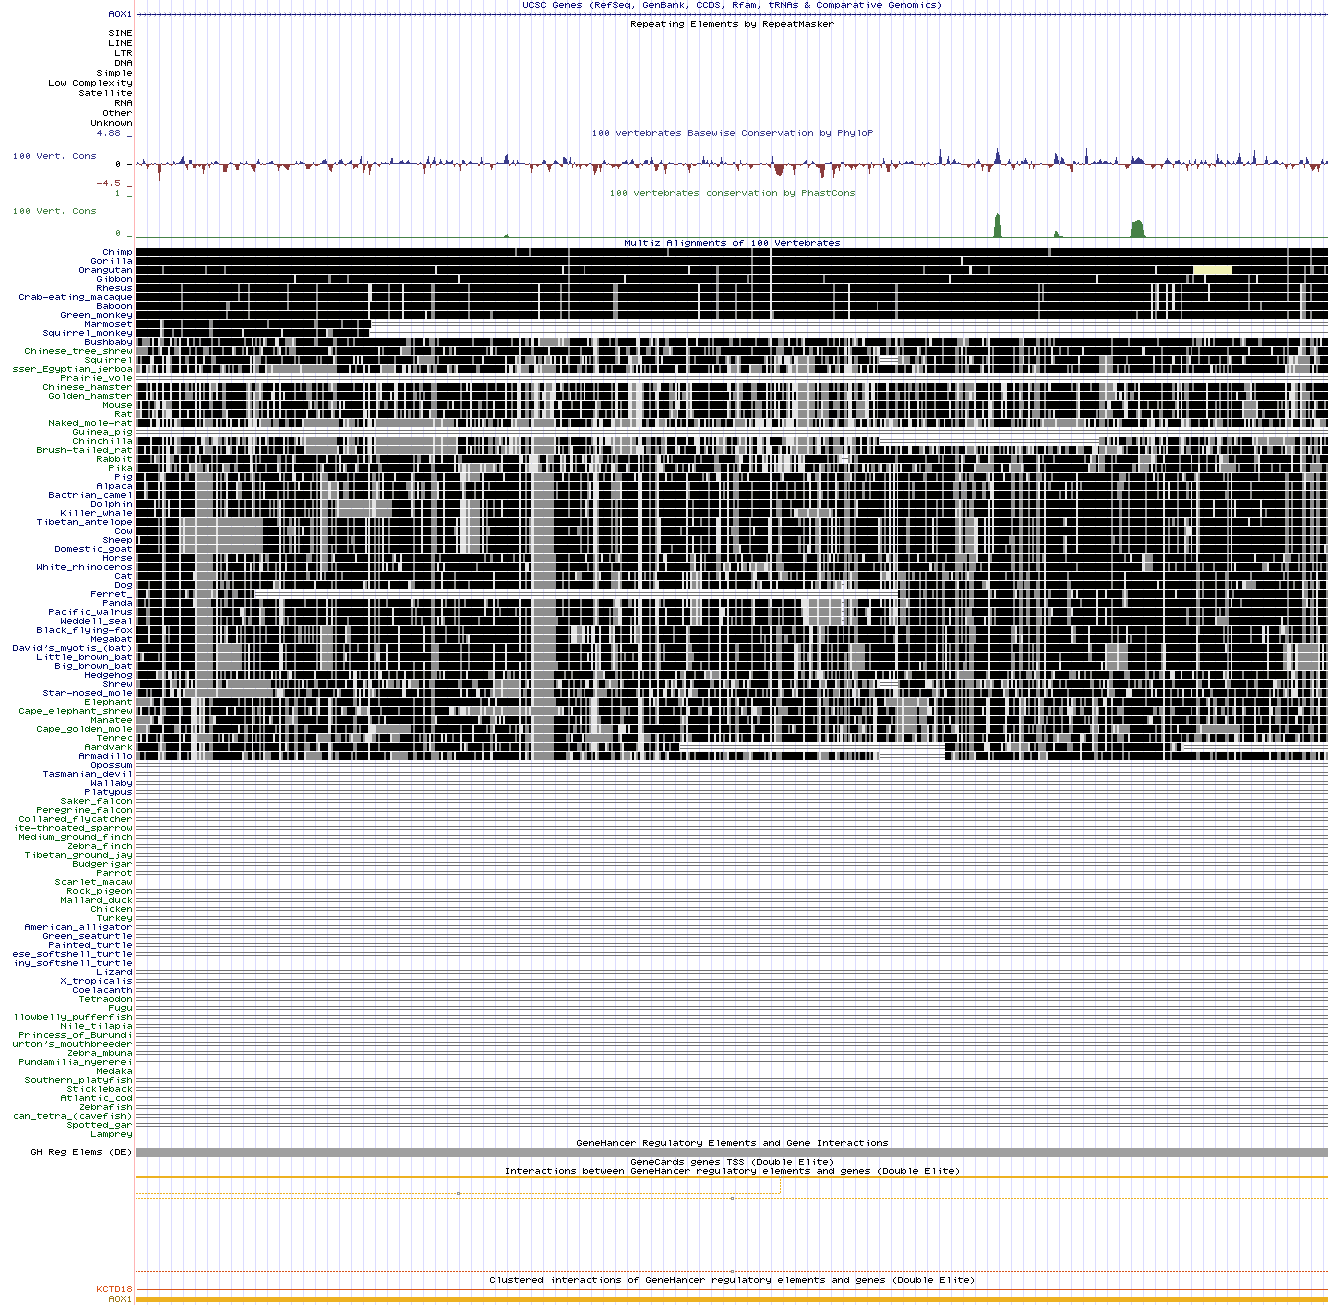 UCSC Genes (RefSeq, GenBank, CCDS, Rfam, tRNAs & Comparative Genomics)
AOX1
Repeating Elements by RepeatMasker
SINE
LINE
LTR
DNA
Simple
Low Complexity
Satellite
RNA
Other
Unknown
4.88 _
100 vertebrates Basewise Conservation by PhyloP
100 Vert. Cons
0 _
-4.5 _
100 vertebrates conservation by PhastCons
1 _
100 Vert. Cons
0 _
Multiz Alignments of 100 Vertebrates
Chimp
Gorilla
Orangutan
Gibbon
Rhesus
Crab-eating_macaque
Baboon
Green_monkey
Marmoset
Squirrel_monkey
Bushbaby
Chinese_tree_shrew
Squirrel
sser_Egyptian_jerboa
Prairie_vole
Chinese_hamster
Golden_hamster
Mouse
Rat
Naked_mole-rat
Guinea_pig
Chinchilla
Brush-tailed_rat
Rabbit
Pika
Pig
Alpaca
Bactrian_camel
Dolphin
Killer_whale
Tibetan_antelope
Cow
Sheep
Domestic_goat
Horse
White_rhinoceros
Cat
Dog
Ferret_
Panda
Pacific_walrus
Weddell_seal
Black_flying-fox
Megabat
David's_myotis_(bat)
Little_brown_bat
Big_brown_bat
Hedgehog
Shrew
Star-nosed_mole
Elephant
Cape_elephant_shrew
Manatee
Cape_golden_mole
Tenrec
Aardvark
Armadillo
Opossum
Tasmanian_devil
Wallaby
Platypus
Saker_falcon
Peregrine_falcon
Collared_flycatcher
ite-throated_sparrow
Medium_ground_finch
Zebra_finch
Tibetan_ground_jay
Budgerigar
Parrot
Scarlet_macaw
Rock_pigeon
Mallard_duck
Chicken
Turkey
American_alligator
Green_seaturtle
Painted_turtle
ese_softshell_turtle
iny_softshell_turtle
Lizard
X_tropicalis
Coelacanth
Tetraodon
Fugu
llowbelly_pufferfish
Nile_tilapia
Princess_of_Burundi
urton's_mouthbreeder
Zebra_mbuna
Pundamilia_nyererei
Medaka
Southern_platyfish
Stickleback
Atlantic_cod
Zebrafish
can_tetra_(cavefish)
Spotted_gar
Lamprey
GeneHancer Regulatory Elements and Gene Interactions
GH Reg Elems (DE)
GeneCards genes TSS (Double Elite)
Interactions between GeneHancer regulatory elements and genes (Double Elite)
Clustered interactions of GeneHancer regulatory elements and genes (Double Elite)
KCTD18
AOX1